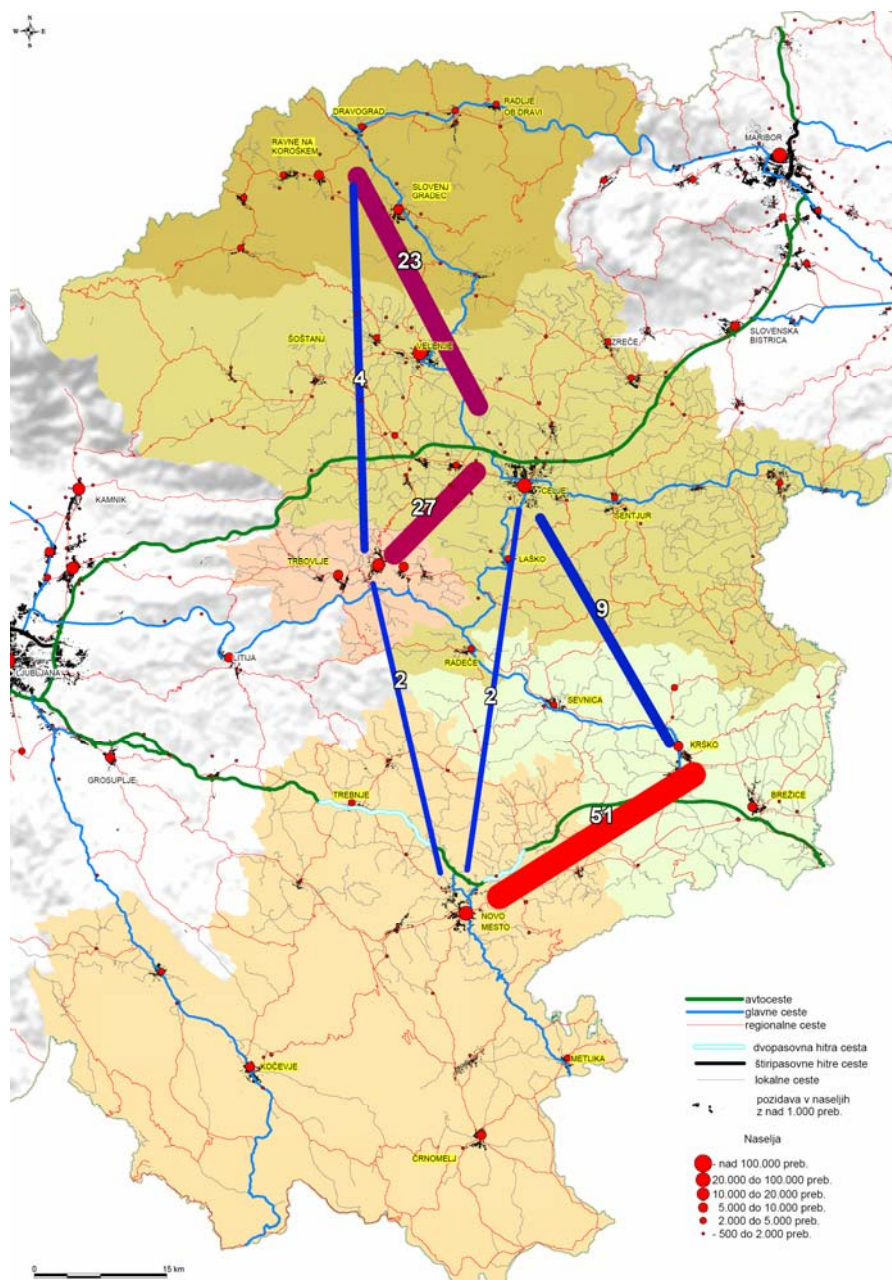 N
W E
S
RADLJE
OB DRAVI
DRAVOGRAD
MARIBOR
RAVNE NA
KOROŠKEM
SLOVENJ
GRADEC
23
SLOVENSKA
BISTRICA
ŠOŠTANJ
VELENJE
ZREČE
4
KAMNIK
CELJE
ŠENTJUR
27
TRBOVLJE
LAŠKO
9
LITIJA
RADEČE
LJUBLJANA
2
2
SEVNICA
KRŠKO
GROSUPLJE
TREBNJE
BREŽICE
51
NOVO
MESTO
METLIKA
KOČEVJE
ČRNOMELJ
avtoceste
glavne ceste
regionalne ceste
dvopasovna hitra cesta
štiripasovne hitre ceste
lokalne ceste
pozidava v naseljih
z nad 1.000 preb.
Naselja
- nad 100.000 preb.
20.000 do 100.000 preb.
10.000 do 20.000 preb.
5.000 do 10.000 preb.
2.000 do 5.000 preb.
- 500 do 2.000 preb.
0 15 km